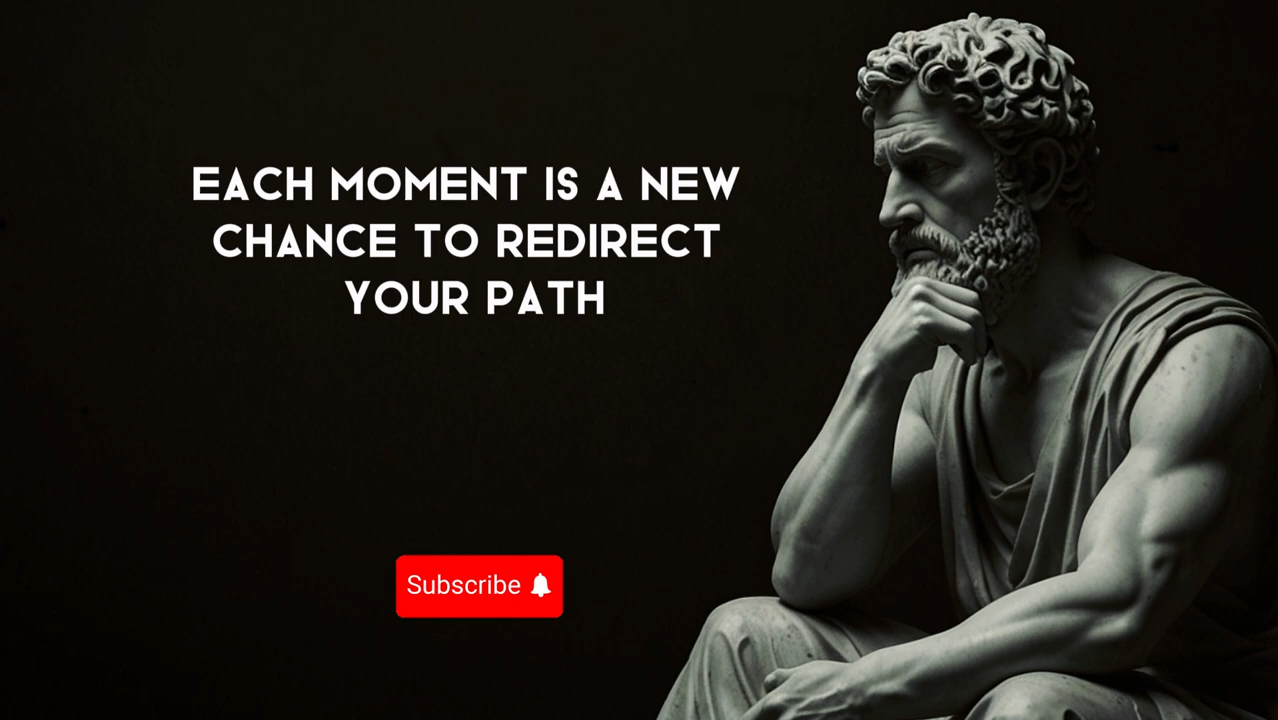 EACH MOMENT IS A NEW
CHANCE TO REDIRECT
YOUR PATH
Subscribe